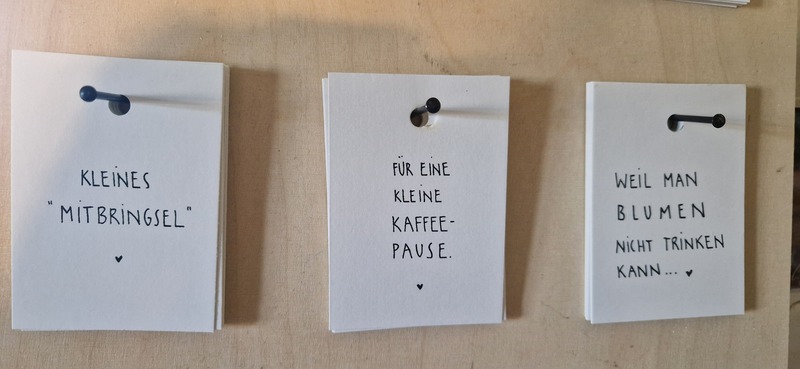 KLEINES
"MITBRINGSEL"
FÜR EINE
KLEINE
KAFFEE-
PAUSE.
WEIL MAN
BLUMEN
NICHT TRINKEN
KANN...